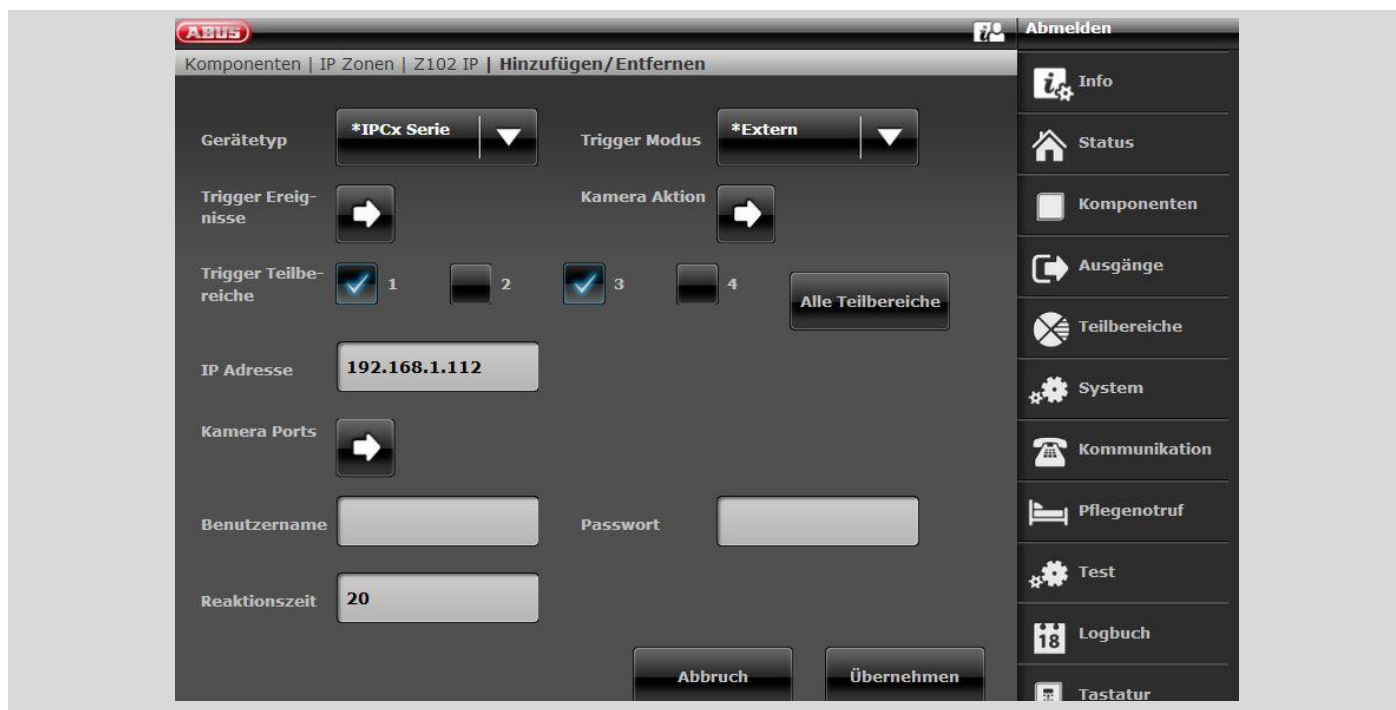 ABUS
Abmelden
Komponenten | IP Zonen | Z102 IP | Hinzufügen/Entfernen
Gerätetyp
*IPCx Serie
Trigger Modus
*Extern
Trigger Ereig-
nisse
Kamera Aktion
Trigger Teilbe-
reiche
1
2
3
4
Alle Teilbereiche
IP Adresse
192.168.1.112
Kamera Ports
Benutzername
Passwort
Reaktionszeit
20
Abbruch
Übernehmen
Info
Status
Komponenten
Ausgänge
Teilbereiche
System
Kommunikation
Pflegenotruf
Test
18
Logbuch
Tastatur